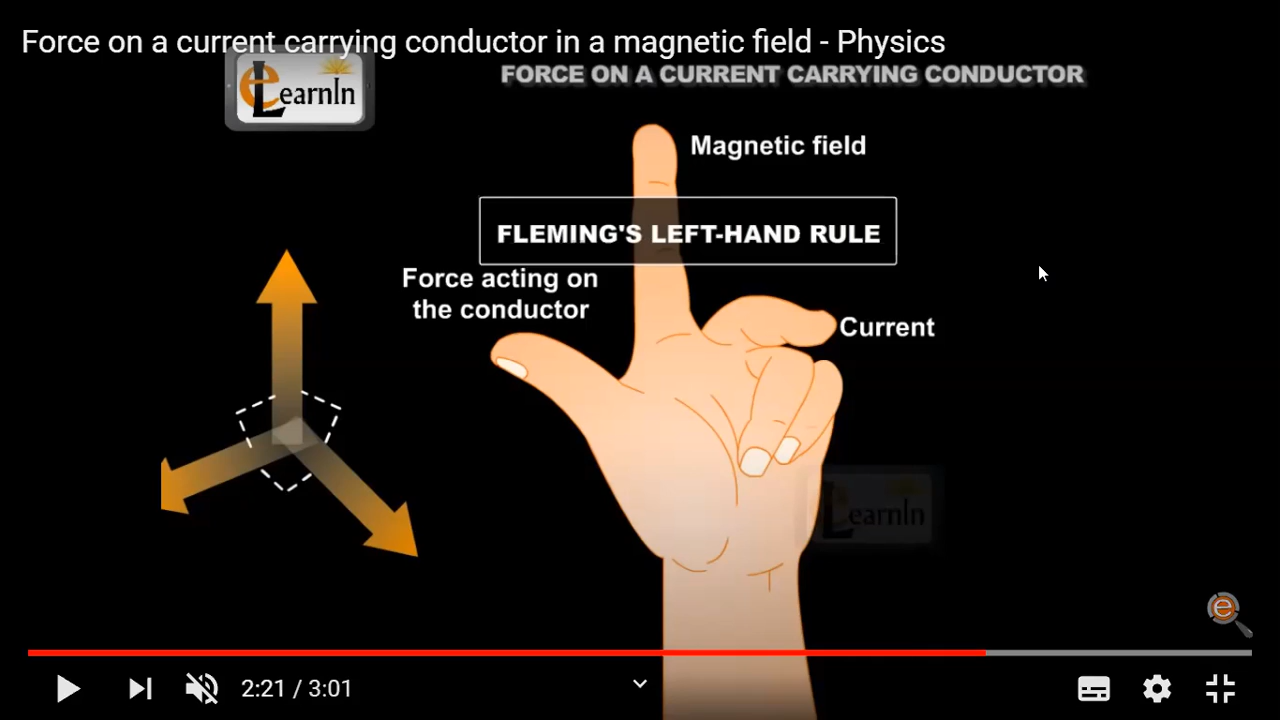 Force on a current carrying conductor in a magnetic field - Physics
eLearnIn
FORCE ON A CURRENT CARRYING CONDUCTOR
Magnetic field
FLEMING'S LEFT-HAND RULE
Force acting on
the conductor
Current
LearnIn
e
2:21 / 3:01